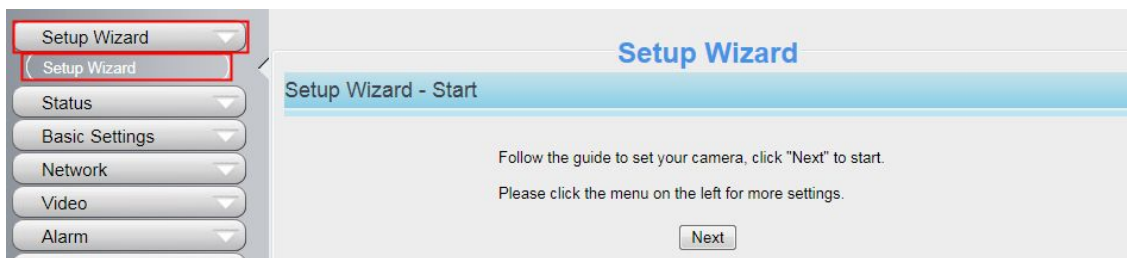 Setup Wizard
Setup Wizard
Status
Basic Settings
Network
Video
Alarm
Setup Wizard
Setup Wizard - Start
Follow the guide to set your camera, click "Next" to start.
Please click the menu on the left for more settings.
Next